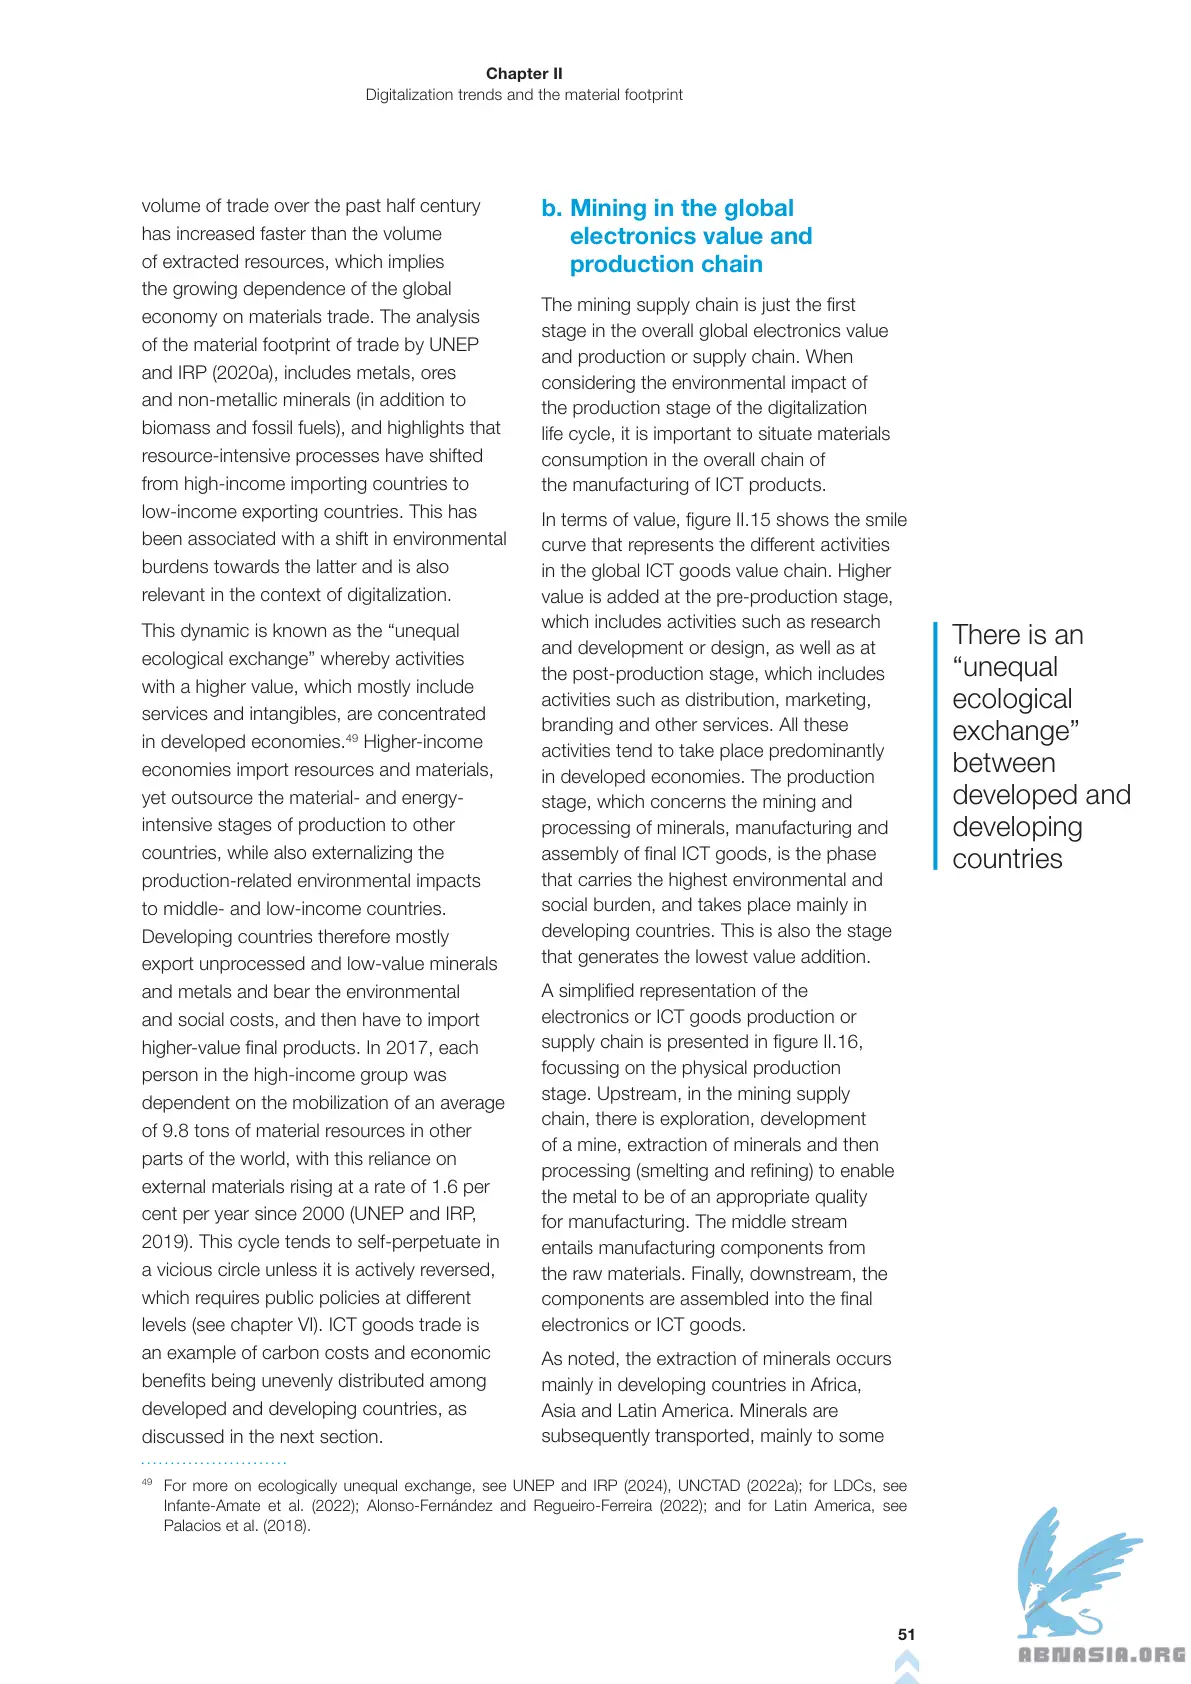 Chapter II
Digitalization trends and the material footprint
volume of trade over the past half century
has increased faster than the volume
of extracted resources, which implies
the growing dependence of the global
economy on materials trade. The analysis
of the material footprint of trade by UNEP
and IRP (2020a), includes metals, ores
and non-metallic minerals (in addition to
biomass and fossil fuels), and highlights that
resource-intensive processes have shifted
from high-income importing countries to
low-income exporting countries. This has
been associated with a shift in environmental
burdens towards the latter and is also
relevant in the context of digitalization.
This dynamic is known as the “unequal
ecological exchange” whereby activities
with a higher value, which mostly include
services and intangibles, are concentrated
in developed economies.49 Higher-income
economies import resources and materials,
yet outsource the material- and energy-
intensive stages of production to other
countries, while also externalizing the
production-related environmental impacts
to middle- and low-income countries.
Developing countries therefore mostly
export unprocessed and low-value minerals
and metals and bear the environmental
and social costs, and then have to import
higher-value final products. In 2017, each
person in the high-income group was
dependent on the mobilization of an average
of 9.8 tons of material resources in other
parts of the world, with this reliance on
external materials rising at a rate of 1.6 per
cent per year since 2000 (UNEP and IRP,
2019). This cycle tends to self-perpetuate in
a vicious circle unless it is actively reversed,
which requires public policies at different
levels (see chapter VI). ICT goods trade is
an example of carbon costs and economic
benefits being unevenly distributed among
developed and developing countries, as
discussed in the next section.
b. Mining in the global
electronics value and
production chain
The mining supply chain is just the first
stage in the overall global electronics value
and production or supply chain. When
considering the environmental impact of
the production stage of the digitalization
life cycle, it is important to situate materials
consumption in the overall chain of
the manufacturing of ICT products.
In terms of value, figure II.15 shows the smile
curve that represents the different activities
in the global ICT goods value chain. Higher
value is added at the pre-production stage,
which includes activities such as research
and development or design, as well as at
the post-production stage, which includes
activities such as distribution, marketing,
branding and other services. All these
activities tend to take place predominantly
in developed economies. The production
stage, which concerns the mining and
processing of minerals, manufacturing and
assembly of final ICT goods, is the phase
that carries the highest environmental and
social burden, and takes place mainly in
developing countries. This is also the stage
that generates the lowest value addition.
A simplified representation of the
electronics or ICT goods production or
supply chain is presented in figure II.16,
focussing on the physical production
stage. Upstream, in the mining supply
chain, there is exploration, development
of a mine, extraction of minerals and then
processing (smelting and refining) to enable
the metal to be of an appropriate quality
for manufacturing. The middle stream
entails manufacturing components from
the raw materials. Finally, downstream, the
components are assembled into the final
electronics or ICT goods.
As noted, the extraction of minerals occurs
mainly in developing countries in Africa,
Asia and Latin America. Minerals are
subsequently transported, mainly to some
There is an
“unequal
ecological
exchange”
between
developed and
developing
countries
49 For more on ecologically unequal exchange, see UNEP and IRP (2024), UNCTAD (2022a); for LDCs, see
Infante-Amate et al. (2022); Alonso-Fernández and Regueiro-Ferreira (2022); and for Latin America, see
Palacios et al. (2018).
51
ABNASIA.ORG